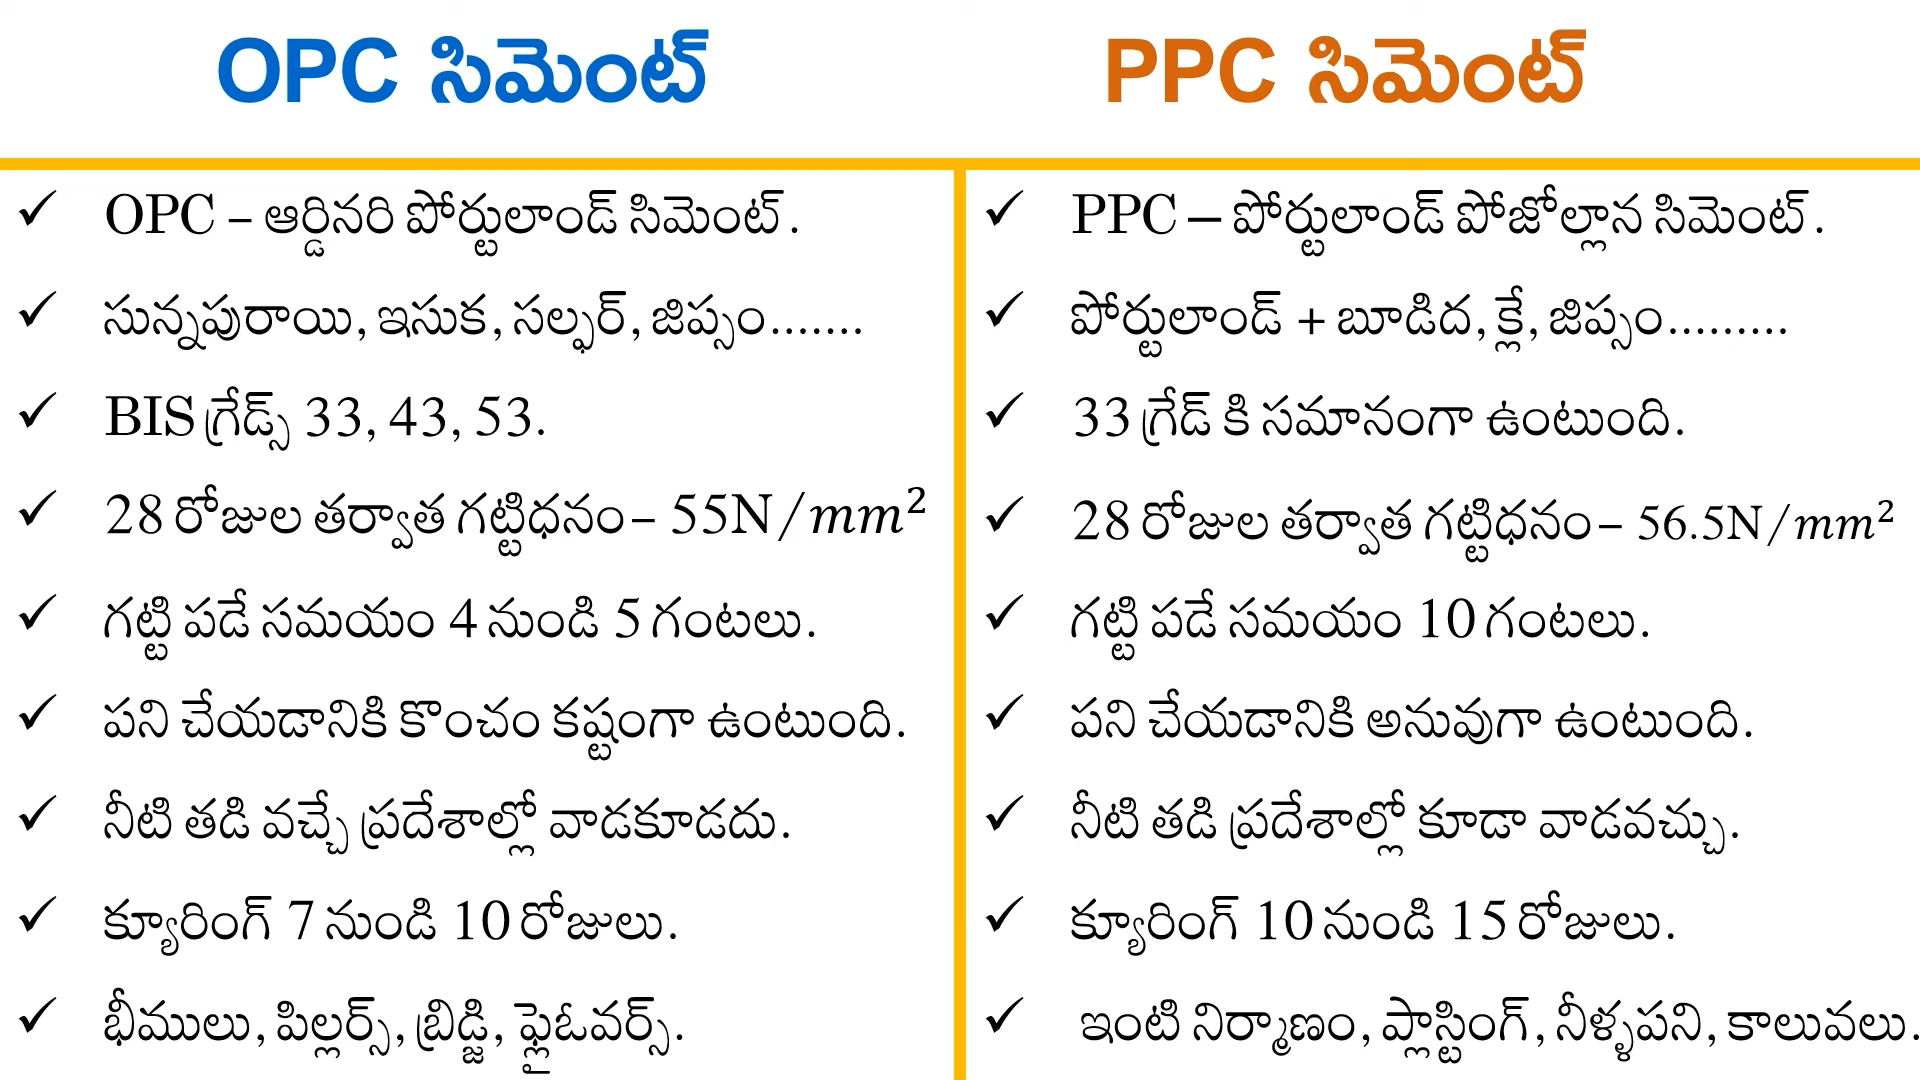 OPC సిమెంట్
PPC సిమెంట్
✓ OPC – ఆర్డినరి పోర్టులాండ్ సిమెంట్.
✓ సున్నపురాయి, ఇసుక, సల్ఫర్, జిప్సం.......
✓ BIS గ్రేడ్స్ 33, 43, 53.
✓ 28 రోజుల తర్వాత గట్టిధనం– 55N/mm²
✓ గట్టి పడే సమయం 4 నుండి 5 గంటలు.
✓ పని చేయడానికి కొంచం కష్టంగా ఉంటుంది.
✓ నీటి తడి వచ్చే ప్రదేశాల్లో వాడకూడదు.
✓ క్యూరింగ్ 7 నుండి 10 రోజులు.
✓ భీములు, పిల్లర్స్, బ్రిడ్జి, ఫ్లైఓవర్స్.
✓ PPC – పోర్టులాండ్ పోజోల్లాన సిమెంట్.
✓ పోర్టులాండ్ + బూడిద, క్లే, జిప్సం.........
✓ 33 గ్రేడ్ కి సమానంగా ఉంటుంది.
✓ 28 రోజుల తర్వాత గట్టిధనం– 56.5N/mm²
✓ గట్టి పడే సమయం 10 గంటలు.
✓ పని చేయడానికి అనువుగా ఉంటుంది.
✓ నీటి తడి ప్రదేశాల్లో కూడా వాడవచ్చు.
✓ క్యూరింగ్ 10 నుండి 15 రోజులు.
✓ ఇంటి నిర్మాణం, ప్లాస్టింగ్, నీళ్ళపని, కాలువలు.